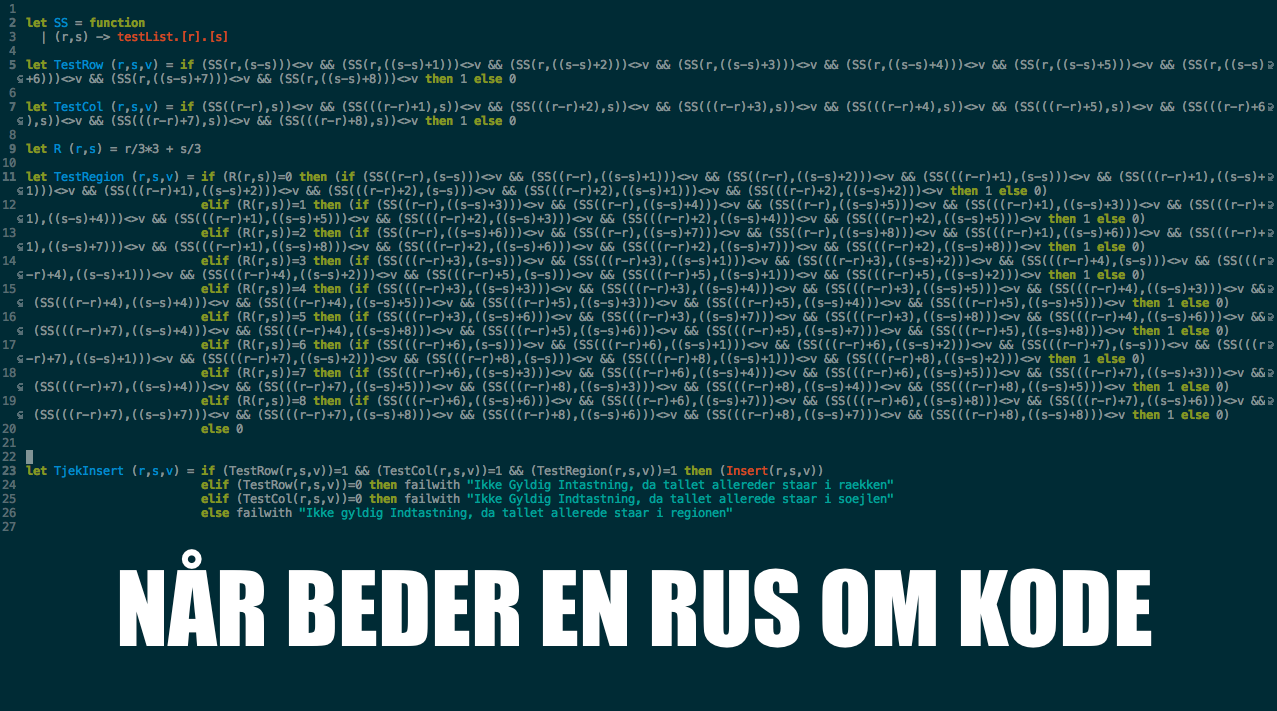 1
2 let SS = function
3   | (r,s) -> testList.[r].[s]
4
5 let TestRow (r,s,v) = if (SS(r,(s-s)))<>v && (SS(r,((s-s)+1)))<>v && (SS(r,((s-s)+2)))<>v && (SS(r,((s-s)+3)))<>v && (SS(r,((s-s)+4)))<>v && (SS(r,((s-s)+5)))<>v && (SS(r,((s-s)
+6)))<>v && (SS(r,((s-s)+7)))<>v && (SS(r,((s-s)+8)))<>v then 1 else 0
6
7 let TestCol (r,s,v) = if (SS((r-r),s))<>v && (SS(((r-r)+1),s))<>v && (SS(((r-r)+2),s))<>v && (SS(((r-r)+3),s))<>v && (SS(((r-r)+4),s))<>v && (SS(((r-r)+5),s))<>v && (SS(((r-r)+6
),s))<>v && (SS(((r-r)+7),s))<>v && (SS(((r-r)+8),s))<>v then 1 else 0
8
9 let R (r,s) = r/3*3 + s/3
10
11 let TestRegion (r,s,v) = if (R(r,s))=0 then (if (SS((r-r),(s-s)))<>v && (SS((r-r),((s-s)+1)))<>v && (SS((r-r),((s-s)+2)))<>v && (SS(((r-r)+1),(s-s)))<>v && (SS(((r-r)+1),((s-s)+
1)))<>v && (SS(((r-r)+1),((s-s)+2)))<>v && (SS(((r-r)+2),(s-s)))<>v && (SS(((r-r)+2),((s-s)+1)))<>v && (SS(((r-r)+2),((s-s)+2)))<>v then 1 else 0)
12 elif (R(r,s))=1 then (if (SS((r-r),((s-s)+3)))<>v && (SS((r-r),((s-s)+4)))<>v && (SS((r-r),((s-s)+5)))<>v && (SS(((r-r)+1),((s-s)+3)))<>v && (SS(((r-r)+
1),((s-s)+4)))<>v && (SS(((r-r)+1),((s-s)+5)))<>v && (SS(((r-r)+2),((s-s)+3)))<>v && (SS(((r-r)+2),((s-s)+4)))<>v && (SS(((r-r)+2),((s-s)+5)))<>v then 1 else 0)
13 elif (R(r,s))=2 then (if (SS((r-r),((s-s)+6)))<>v && (SS((r-r),((s-s)+7)))<>v && (SS((r-r),((s-s)+8)))<>v && (SS(((r-r)+1),((s-s)+6)))<>v && (SS(((r-r)+
1),((s-s)+7)))<>v && (SS(((r-r)+1),((s-s)+8)))<>v && (SS(((r-r)+2),((s-s)+6)))<>v && (SS(((r-r)+2),((s-s)+7)))<>v && (SS(((r-r)+2),((s-s)+8)))<>v then 1 else 0)
14 elif (R(r,s))=3 then (if (SS(((r-r)+3),(s-s)))<>v && (SS(((r-r)+3),((s-s)+1)))<>v && (SS(((r-r)+3),((s-s)+2)))<>v && (SS(((r-r)+4),(s-s)))<>v && (SS(((r
-r)+4),((s-s)+1)))<>v && (SS(((r-r)+4),((s-s)+2)))<>v && (SS(((r-r)+5),(s-s)))<>v && (SS(((r-r)+5),((s-s)+1)))<>v && (SS(((r-r)+5),((s-s)+2)))<>v then 1 else 0)
15 elif (R(r,s))=4 then (if (SS(((r-r)+3),((s-s)+3)))<>v && (SS(((r-r)+3),((s-s)+4)))<>v && (SS(((r-r)+3),((s-s)+5)))<>v && (SS(((r-r)+4),((s-s)+3)))<>v &&
(SS(((r-r)+4),((s-s)+4)))<>v && (SS(((r-r)+4),((s-s)+5)))<>v && (SS(((r-r)+5),((s-s)+3)))<>v && (SS(((r-r)+5),((s-s)+4)))<>v && (SS(((r-r)+5),((s-s)+5)))<>v then 1 else 0)
16 elif (R(r,s))=5 then (if (SS(((r-r)+3),((s-s)+6)))<>v && (SS(((r-r)+3),((s-s)+7)))<>v && (SS(((r-r)+3),((s-s)+8)))<>v && (SS(((r-r)+4),((s-s)+6)))<>v &&
(SS(((r-r)+7),((s-s)+4)))<>v && (SS(((r-r)+4),((s-s)+8)))<>v && (SS(((r-r)+5),((s-s)+6)))<>v && (SS(((r-r)+5),((s-s)+7)))<>v && (SS(((r-r)+5),((s-s)+8)))<>v then 1 else 0)
17 elif (R(r,s))=6 then (if (SS(((r-r)+6),(s-s)))<>v && (SS(((r-r)+6),((s-s)+1)))<>v && (SS(((r-r)+6),((s-s)+2)))<>v && (SS(((r-r)+7),(s-s)))<>v && (SS(((r
-r)+7),((s-s)+1)))<>v && (SS(((r-r)+7),((s-s)+2)))<>v && (SS(((r-r)+8),(s-s)))<>v && (SS(((r-r)+8),((s-s)+1)))<>v && (SS(((r-r)+8),((s-s)+2)))<>v then 1 else 0)
18 elif (R(r,s))=7 then (if (SS(((r-r)+6),((s-s)+3)))<>v && (SS(((r-r)+6),((s-s)+4)))<>v && (SS(((r-r)+6),((s-s)+5)))<>v && (SS(((r-r)+7),((s-s)+3)))<>v &&
(SS(((r-r)+7),((s-s)+4)))<>v && (SS(((r-r)+7),((s-s)+5)))<>v && (SS(((r-r)+8),((s-s)+3)))<>v && (SS(((r-r)+8),((s-s)+4)))<>v && (SS(((r-r)+8),((s-s)+5)))<>v then 1 else 0)
19 elif (R(r,s))=8 then (if (SS(((r-r)+6),((s-s)+6)))<>v && (SS(((r-r)+6),((s-s)+7)))<>v && (SS(((r-r)+6),((s-s)+8)))<>v && (SS(((r-r)+7),((s-s)+6)))<>v &&
(SS(((r-r)+7),((s-s)+7)))<>v && (SS(((r-r)+7),((s-s)+8)))<>v && (SS(((r-r)+8),((s-s)+6)))<>v && (SS(((r-r)+8),((s-s)+7)))<>v && (SS(((r-r)+8),((s-s)+8)))<>v then 1 else 0)
20 else 0
21
22
23 let TjekInsert (r,s,v) = if (TestRow(r,s,v))=1 && (TestCol(r,s,v))=1 && (TestRegion(r,s,v))=1 then (Insert(r,s,v))
24 elif (TestRow(r,s,v))=0 then failwith "Ikke Gyldig Intastning, da tallet allereder staar i raekken"
25 elif (TestCol(r,s,v))=0 then failwith "Ikke Gyldig Indtastning, da tallet allerede staar i soejlen"
26 else failwith "Ikke gyldig Indtastning, da tallet allerede staar i regionen"
27
NÅR BEDER EN RUS OM KODE